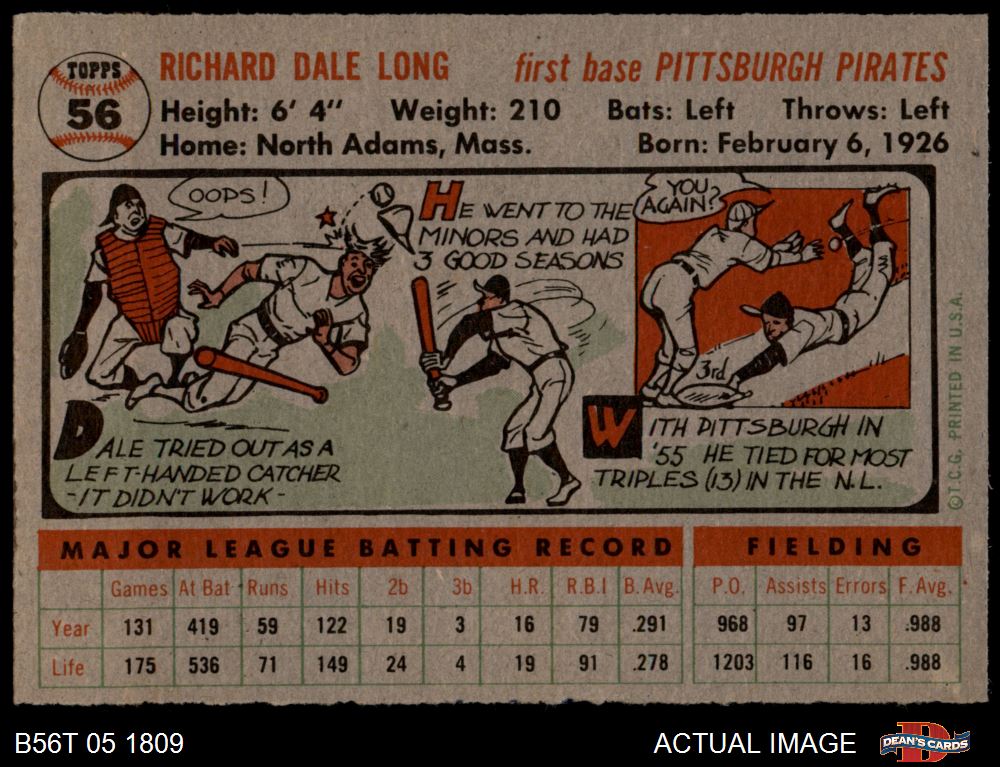 TOPPS
56
RICHARD DALE LONG first base PITTSBURGH PIRATES
Height: 6' 4" Weight: 210 Bats: Left Throws: Left
Home: North Adams, Mass. Born: February 6, 1926
OOPS!
DALE TRIED OUT AS A
LEFT-HANDED CATCHER
-IT DIDN'T WORK-
HE WENT TO THE
MINORS AND HAD
3 GOOD SEASONS
YOU
AGAIN?
3rd
WITH PITTSBURGH IN
'55 HE TIED FOR MOST
TRIPLES (13) IN THE N.L.
©T.C.G. PRINTED IN U.S.A.
MAJOR LEAGUE BATTING RECORD FIELDING
Games At Bat Runs Hits 2b 3b H.R. R.B.I B.Avg. P.O. Assists Errors F.Avg.
Year 131 419 59 122 19 3 16 79 .291 968 97 13 .988
Life 175 536 71 149 24 4 19 91 .278 1203 116 16 .988
B56T 05 1809 ACTUAL IMAGE DEAN'S CARDS